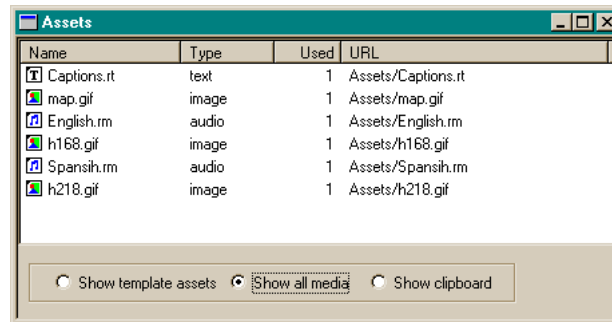 Assets
Name Type Used URL
Captions.rt text 1 Assets/Captions.rt
map.gif image 1 Assets/map.gif
English.rm audio 1 Assets/English.rm
h168.gif image 1 Assets/h168.gif
Spansih.rm audio 1 Assets/Spansih.rm
h218.gif image 1 Assets/h218.gif
Show template assets Show all media Show clipboard